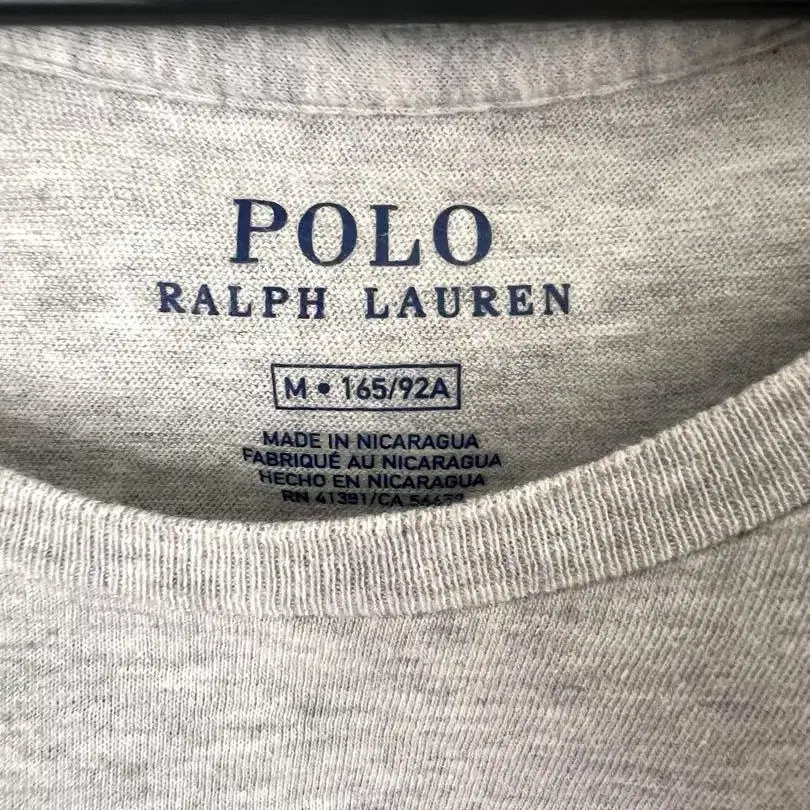 POLO
RALPH LAUREN
M • 165/92A
MADE IN NICARAGUA
FABRIQUÉ AU NICARAGUA
HECHO EN NICARAGUA
RN 41381/CA